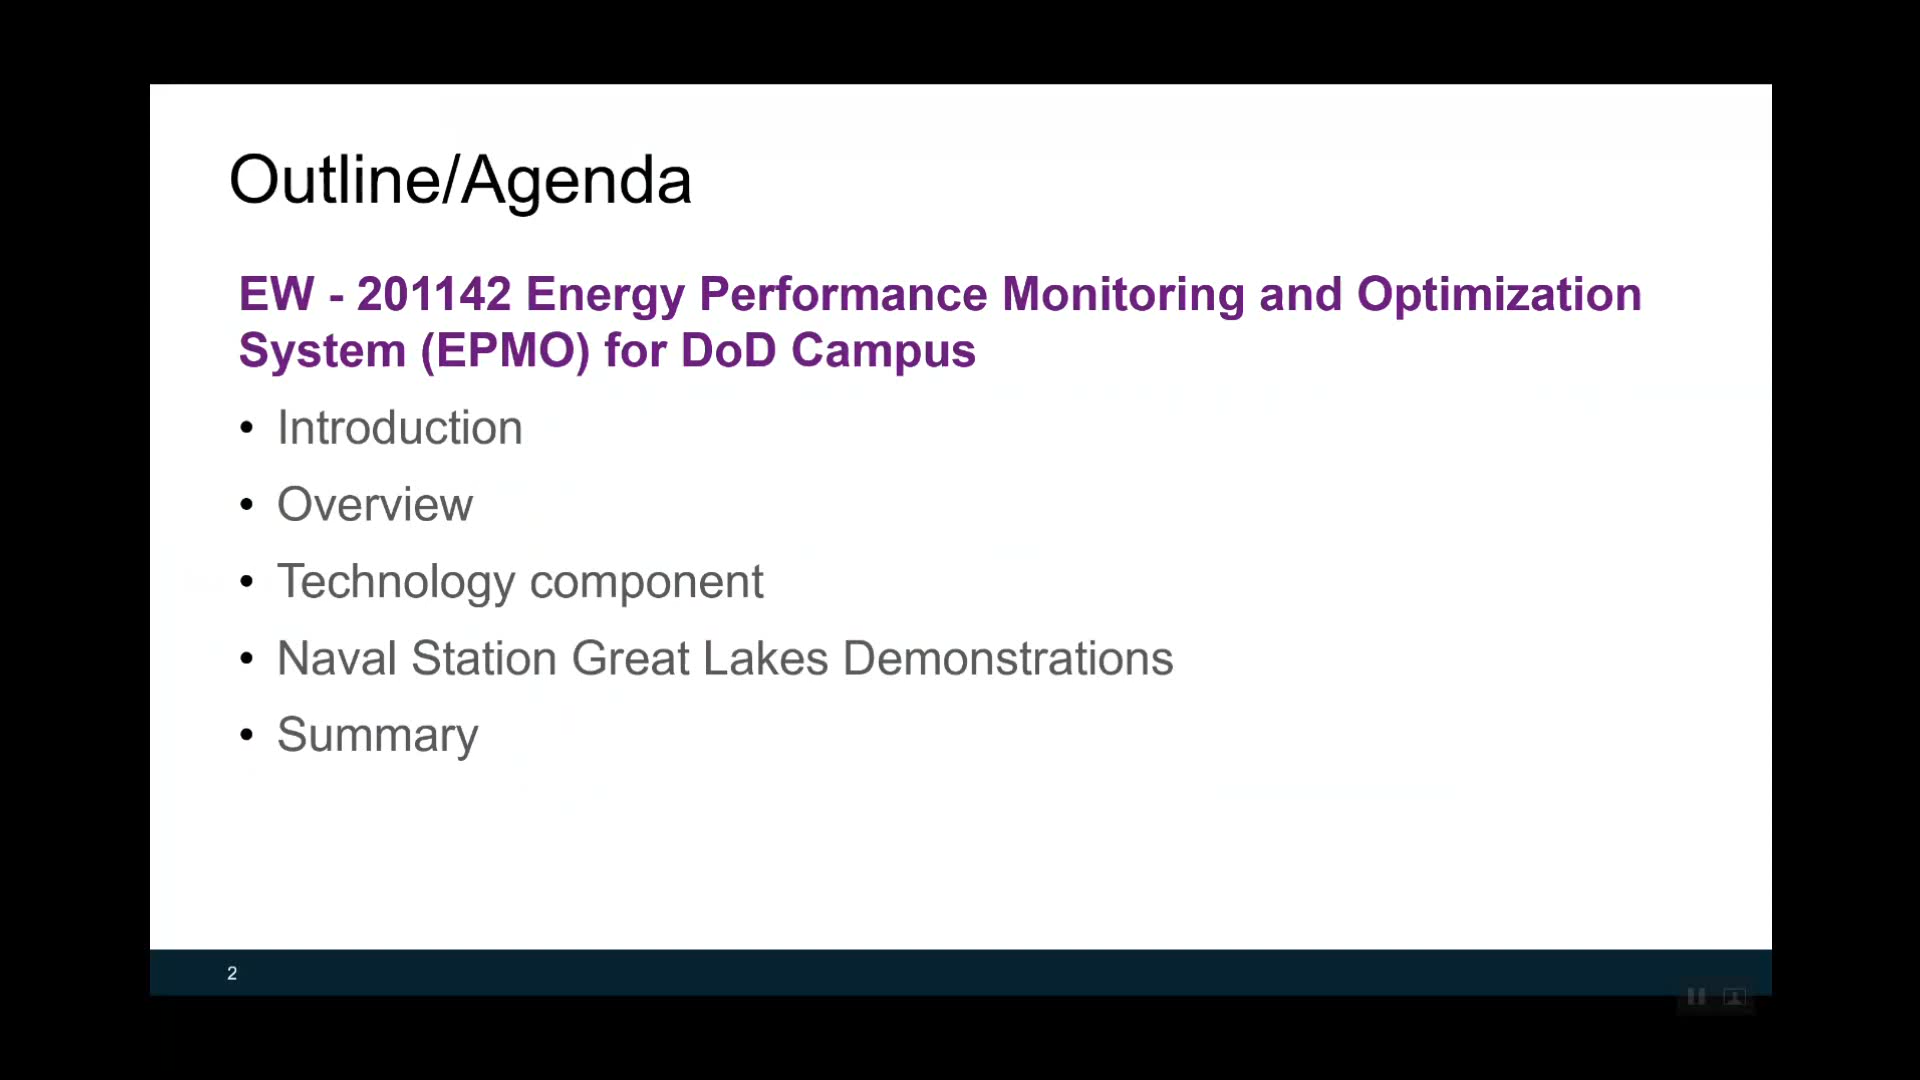 Outline/Agenda
EW - 201142 Energy Performance Monitoring and Optimization
System (EPMO) for DoD Campus
• Introduction
• Overview
• Technology component
• Naval Station Great Lakes Demonstrations
• Summary
2